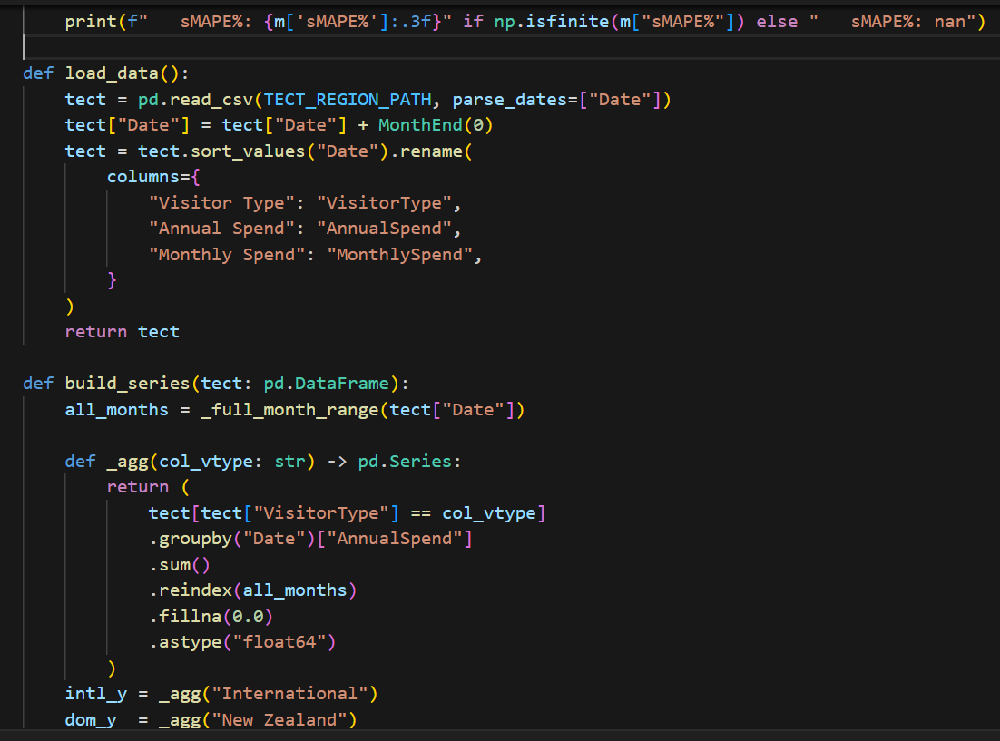 print(f"   sMAPE%: {m['sMAPE%']:.3f}" if np.isfinite(m["sMAPE%"]) else "   sMAPE%: nan")
def load_data():
    tect = pd.read_csv(TECT_REGION_PATH, parse_dates=["Date"])
    tect["Date"] = tect["Date"] + MonthEnd(0)
    tect = tect.sort_values("Date").rename(
        columns={
            "Visitor Type": "VisitorType",
            "Annual Spend": "AnnualSpend",
            "Monthly Spend": "MonthlySpend",
        }
    )
    return tect
def build_series(tect: pd.DataFrame):
    all_months = _full_month_range(tect["Date"])
    def _agg(col_vtype: str) -> pd.Series:
        return (
            tect[tect["VisitorType"] == col_vtype]
            .groupby("Date")["AnnualSpend"]
            .sum()
            .reindex(all_months)
            .fillna(0.0)
            .astype("float64")
        )
    intl_y = _agg("International")
    dom_y  = _agg("New Zealand")